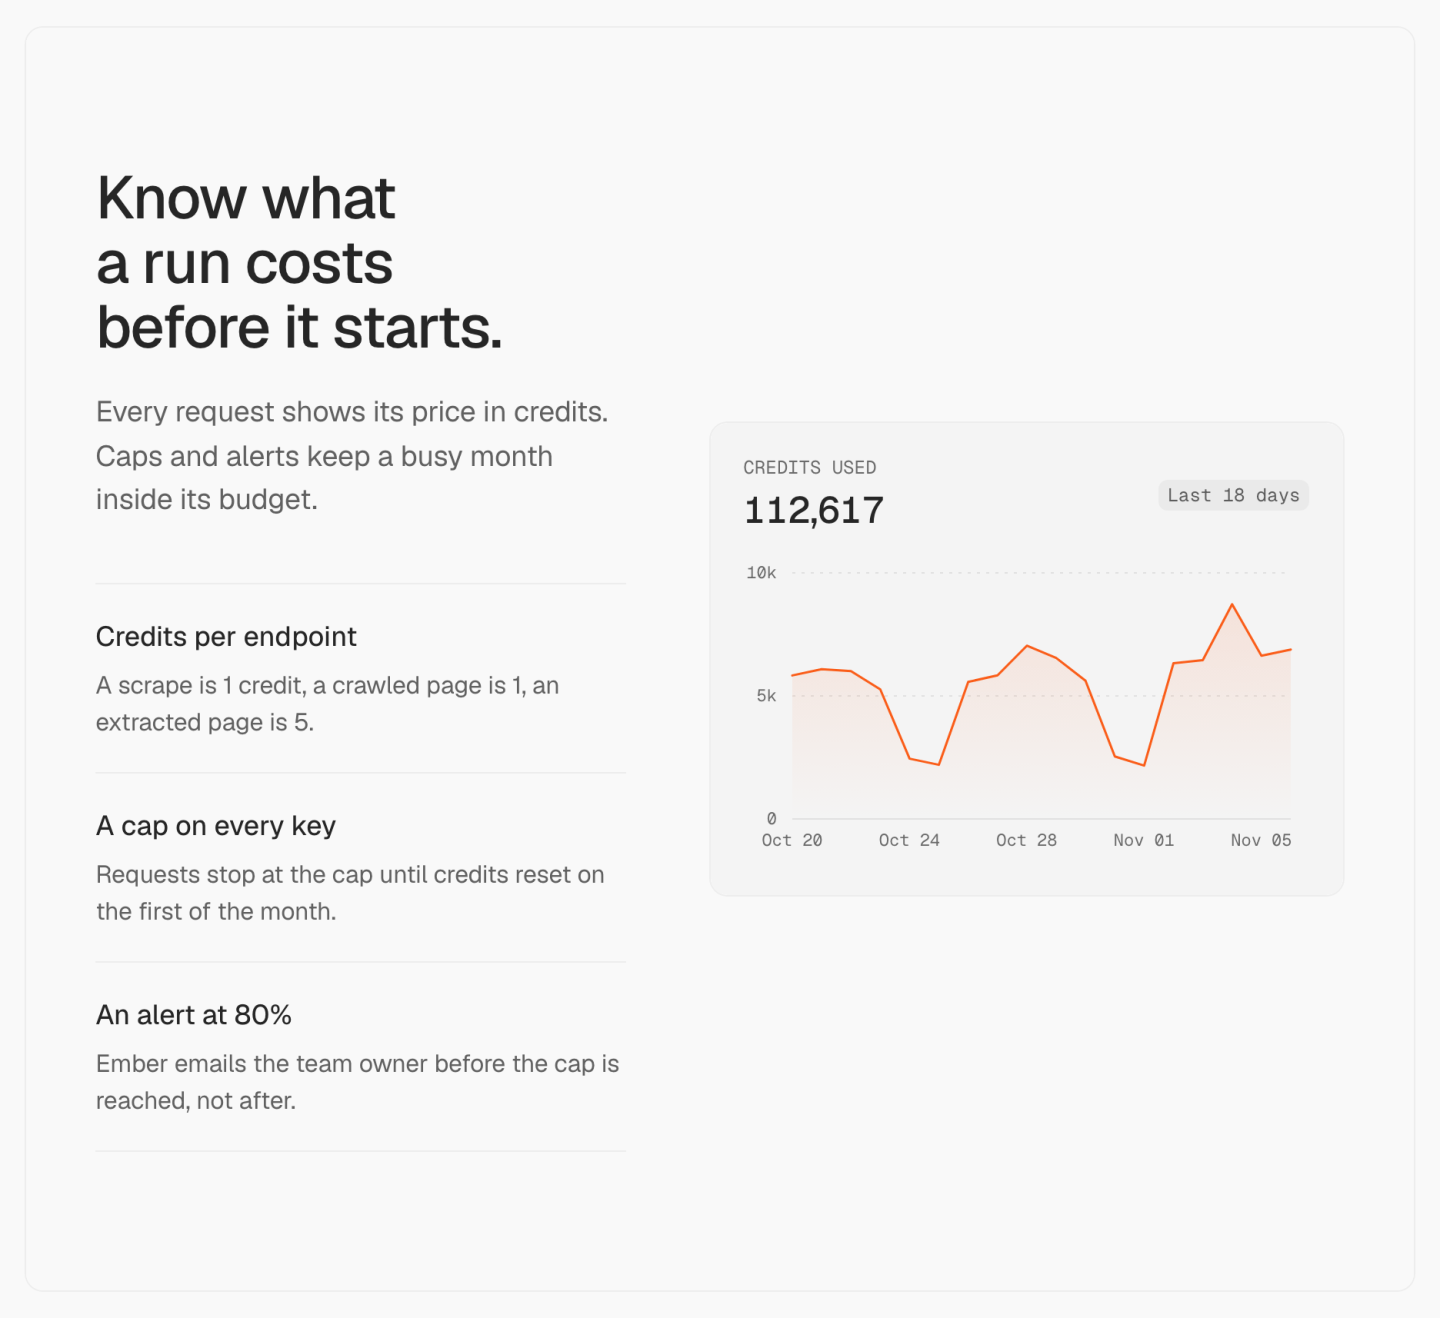 Know what
a run costs
before it starts.
Every request shows its price in credits.
Caps and alerts keep a busy month
inside its budget.
Credits per endpoint
A scrape is 1 credit, a crawled page is 1, an
extracted page is 5.
A cap on every key
Requests stop at the cap until credits reset on
the first of the month.
An alert at 80%
Ember emails the team owner before the cap is
reached, not after.
CREDITS USED
112,617
Last 18 days
10k
5k
0
Oct 20 Oct 24 Oct 28 Nov 01 Nov 05